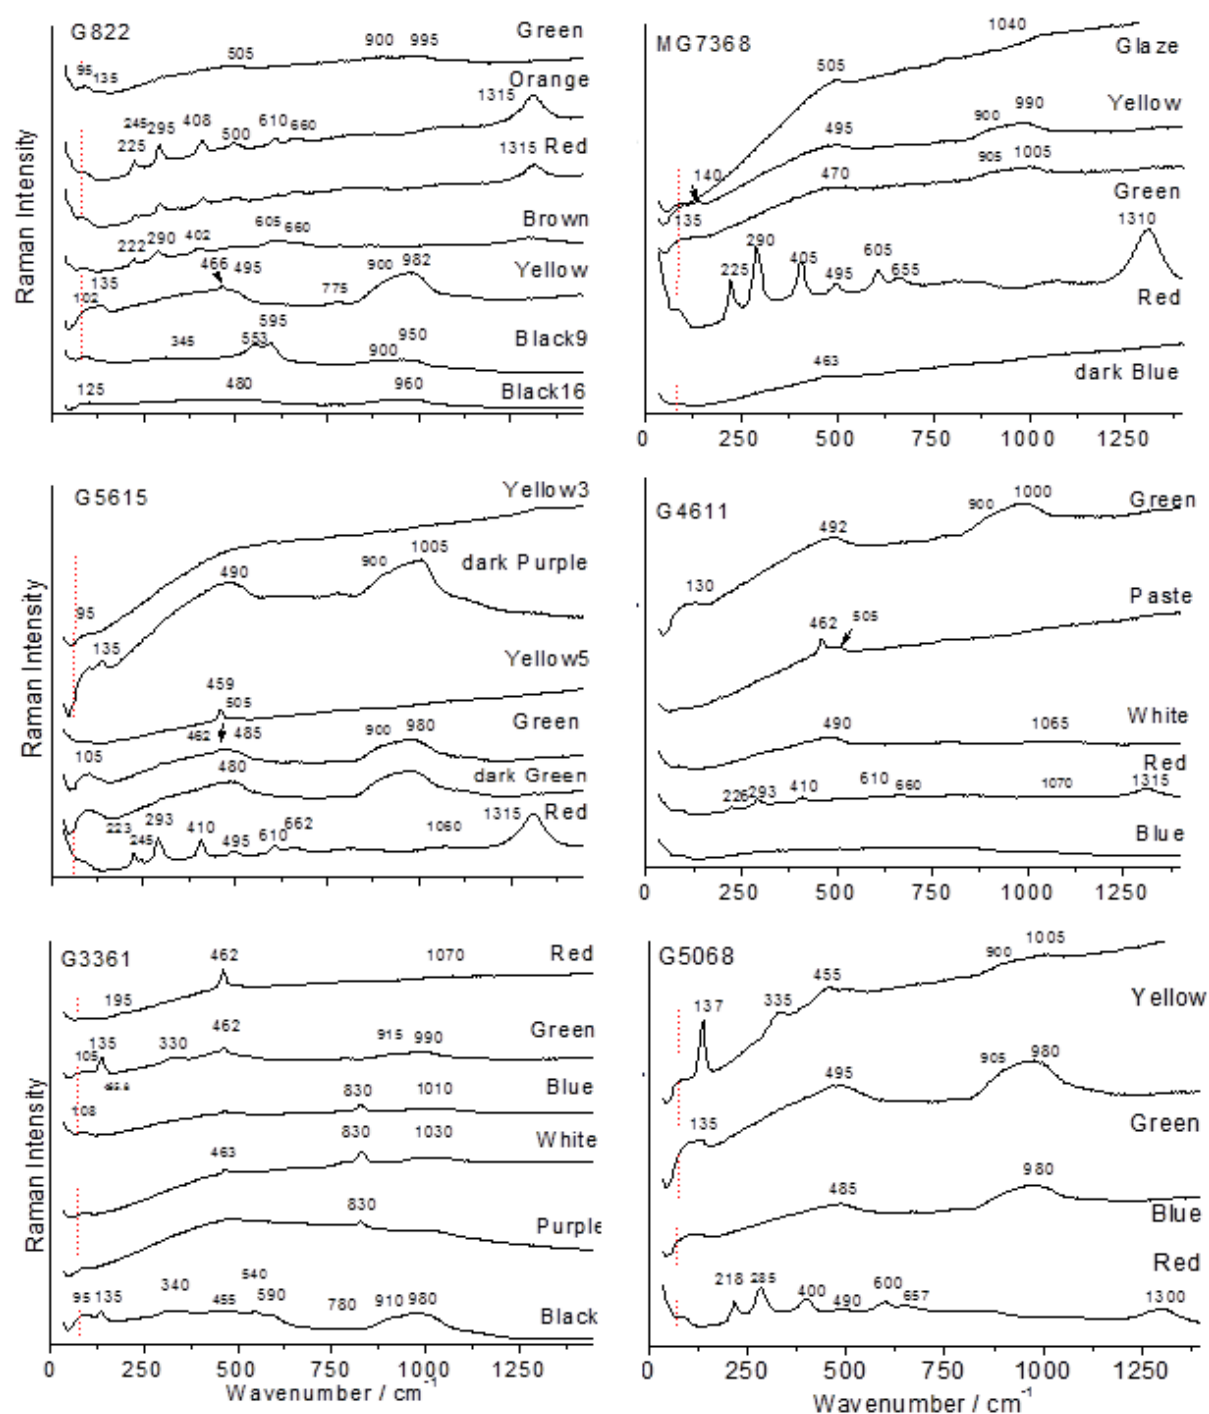 G822
Green
95 135 505 900 995
Orange
245 225 295 408 500 610 660 1315
Red
1315
Brown
222 290 402 605 660
Yellow
102 135 466 495 775 900 982
Black9
345 553 595 900 950
Black16
125 480 960
Raman Intensity
MG7368
Glaze
505 1040
Yellow
140 495 900 990
Green
135 470 905 1005
Red
225 290 405 495 605 655 1310
dark Blue
463
0 250 500 750 1000 1250
G5615
Yellow3
95
dark Purple
135 490 900 1005
Yellow5
459 505
Green
105 462 485 900 980
dark Green
480
Red
223 245 293 410 495 610 662 1060 1315
Raman Intensity
G4611
Green
130 492 900 1000
Paste
462 505
White
490 1065
Red
226 293 410 610 660 1070 1315
Blue
0 250 500 750 1000 1250
G3361
Red
195 462 1070
Green
105 135 330 462 915 990
Blue
108 830 1010
White
463 830 1030
Purple
830
Black
95 135 340 455 540 590 780 910 980
0 250 500 750 1000 1250
Wavenumber / cm⁻¹
Raman Intensity
G5068
Yellow
137 335 455 900 1005
Green
135 495 905 980
Blue
485 980
Red
218 285 400 490 600 657 1300
0 250 500 750 1000 1250
Wavenumber / cm⁻¹